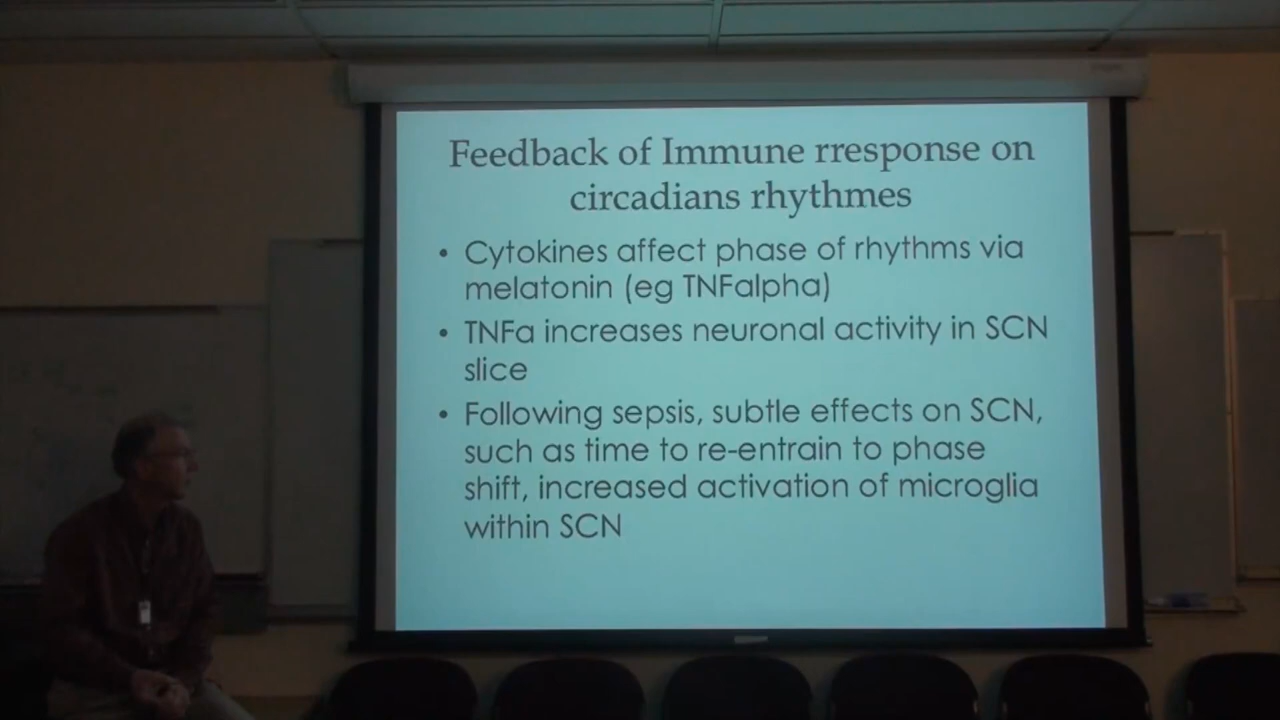 Feedback of Immune rresponse on
circadians rhythmes
• Cytokines affect phase of rhythms via
melatonin (eg TNFalpha)
• TNFa increases neuronal activity in SCN
slice
• Following sepsis, subtle effects on SCN,
such as time to re-entrain to phase
shift, increased activation of microglia
within SCN